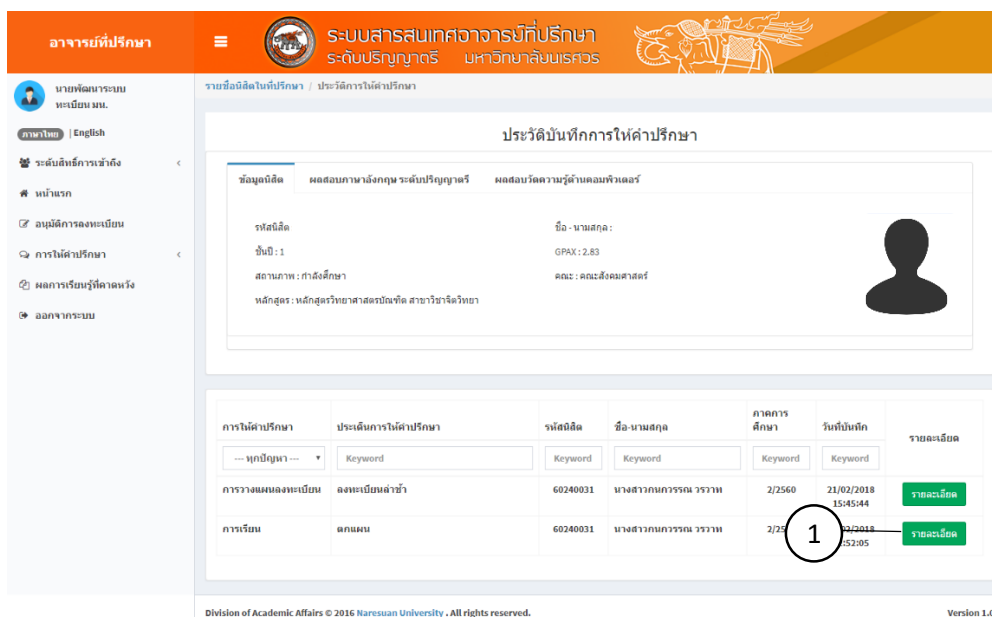 อาจารย์ที่ปรึกษา
ระบบสารสนเทศอาจารย์ที่ปรึกษา
ระดับปริญญาตรี มหาวิทยาลัยนเรศวร
นายพัฒนาระบบ
ทะเบียน มน.
ภาษาไทย | English
ระดับสิทธิ์การเข้าถึง
หน้าแรก
อนุมัติการลงทะเบียน
การให้คำปรึกษา
ผลการเรียนรู้ที่คาดหวัง
ออกจากระบบ
รายชื่อนิสิตในที่ปรึกษา / ประวัติการให้คำปรึกษา
ประวัติบันทึกการให้คำปรึกษา
ข้อมูลนิสิต ผลสอบภาษาอังกฤษ ระดับปริญญาตรี ผลสอบวัดความรู้ด้านคอมพิวเตอร์
รหัสนิสิต ชื่อ - นามสกุล :
ชั้นปี : 1 GPAX : 2.83
สถานภาพ : กำลังศึกษา คณะ : คณะสังคมศาสตร์
หลักสูตร : หลักสูตรวิทยาศาสตรบัณฑิต สาขาวิชาจิตวิทยา
การให้คำปรึกษา ประเด็นการให้คำปรึกษา รหัสนิสิต ชื่อ-นามสกุล ภาคการศึกษา วันที่บันทึก รายละเอียด
--- ทุกปัญหา --- Keyword Keyword Keyword Keyword Keyword
การวางแผนลงทะเบียน ลงทะเบียนล่าช้า 60240031 นางสาวกนกวรรณ วรวาท 2/2560 21/02/2018 รายละเอียด
15:45:44
การเรียน ตกแผน 60240031 นางสาวกนกวรรณ วรวาท 2/25 02/2018 รายละเอียด
:52:05
1
Division of Academic Affairs © 2016 Naresuan University . All rights reserved. Version 1.0